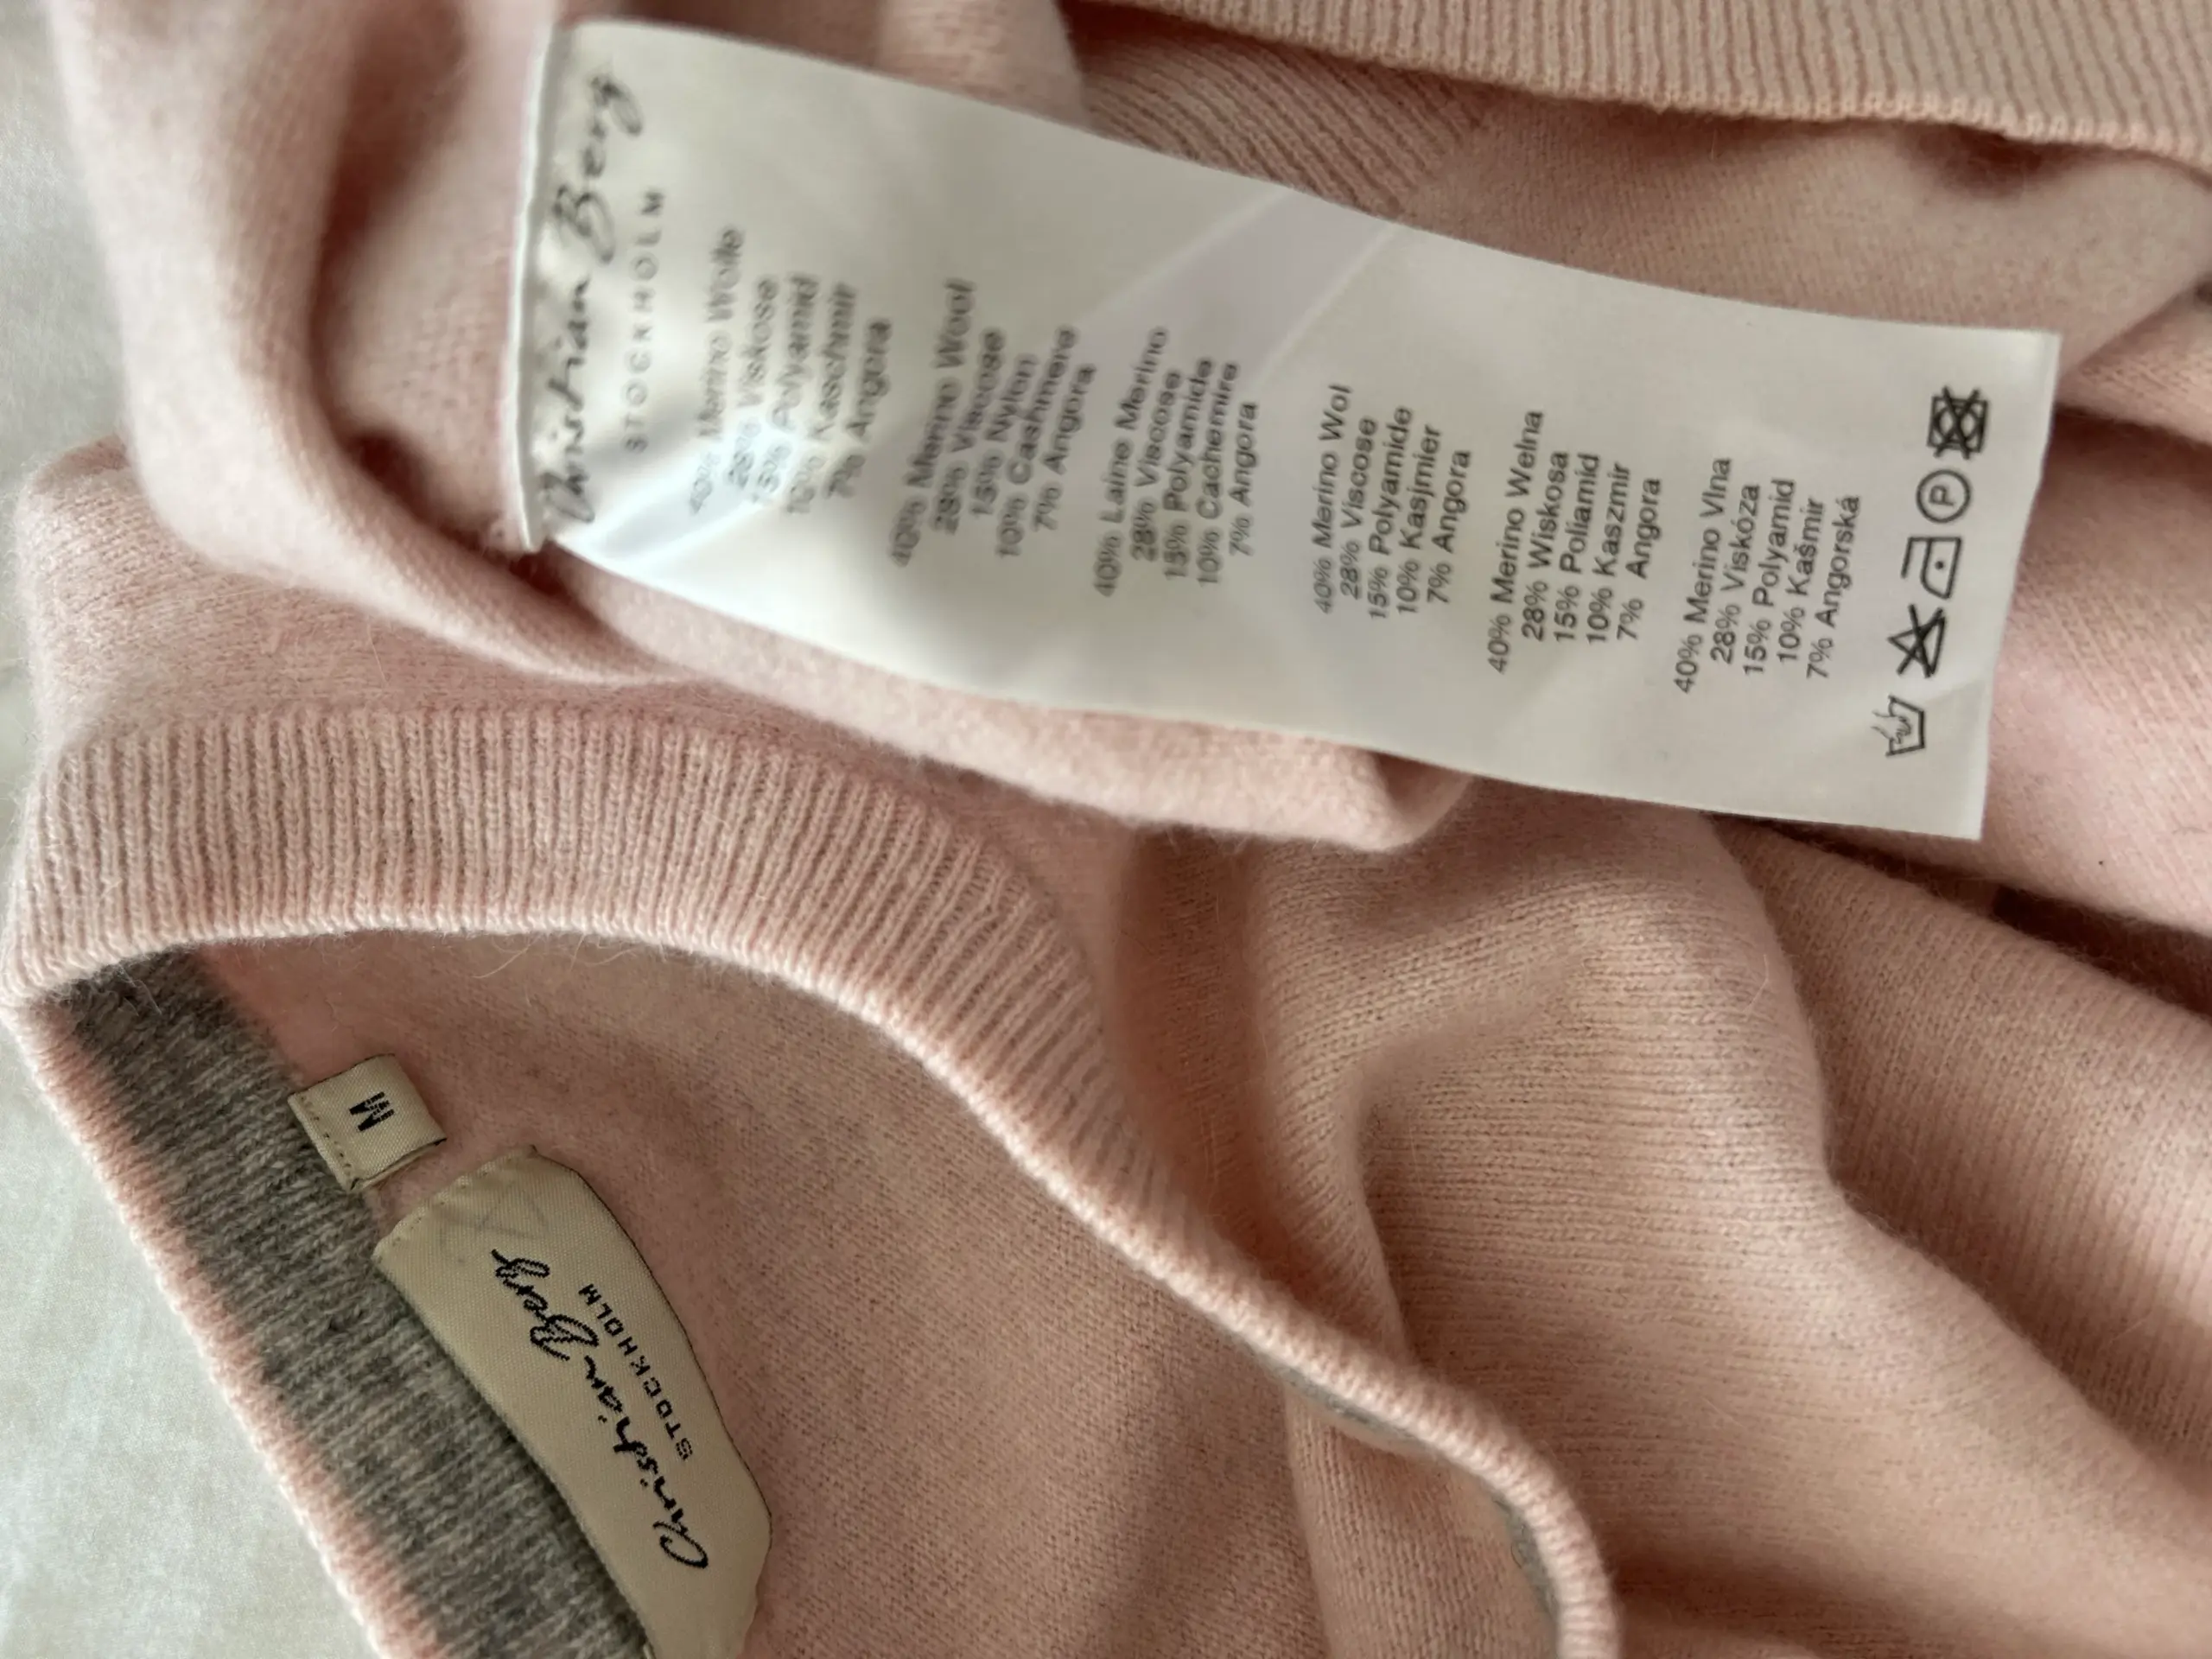 Christian Berg
STOCKHOLM
40% Merino Wolle
28% Viskose
15% Polyamid
10% Kaschmir
7% Angora
40% Merino Wool
28% Viscose
15% Nylon
10% Cashmere
7% Angora
40% Laine Merino
28% Viscose
15% Polyamide
10% Cachemire
7% Angora
40% Merino Wol
28% Viscose
15% Polyamide
10% Kasjmier
7% Angora
40% Merino Welna
28% Wiskosa
15% Poliamid
10% Kaszmir
7% Angora
40% Merino Vlna
28% Viskóza
15% Polyamid
10% Kašmir
7% Angorská
P
M
Christian Berg
STOCKHOLM